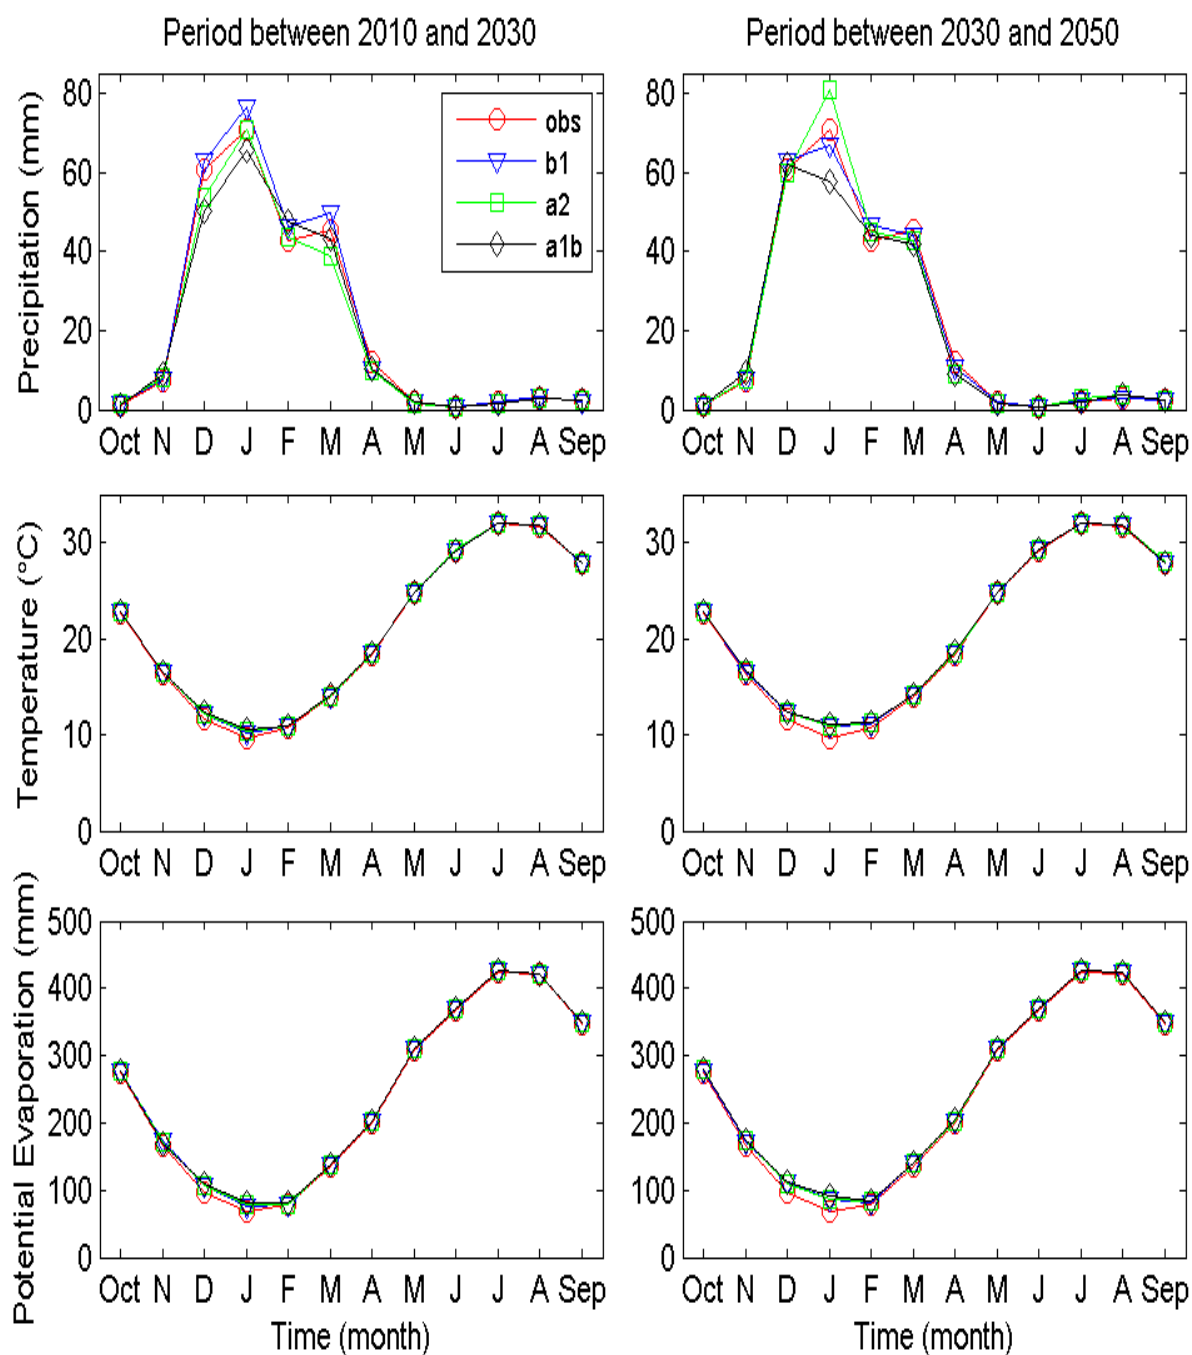 Period between 2010 and 2030
Period between 2030 and 2050
Precipitation (mm)
80
60
40
20
0
obs
b1
a2
a1b
Oct N D J F M A M J J A Sep
80
60
40
20
0
Oct N D J F M A M J J A Sep
Temperature (°C)
30
20
10
0
Oct N D J F M A M J J A Sep
30
20
10
0
Oct N D J F M A M J J A Sep
Potential Evaporation (mm)
500
400
300
200
100
0
Oct N D J F M A M J J A Sep
Time (month)
500
400
300
200
100
0
Oct N D J F M A M J J A Sep
Time (month)